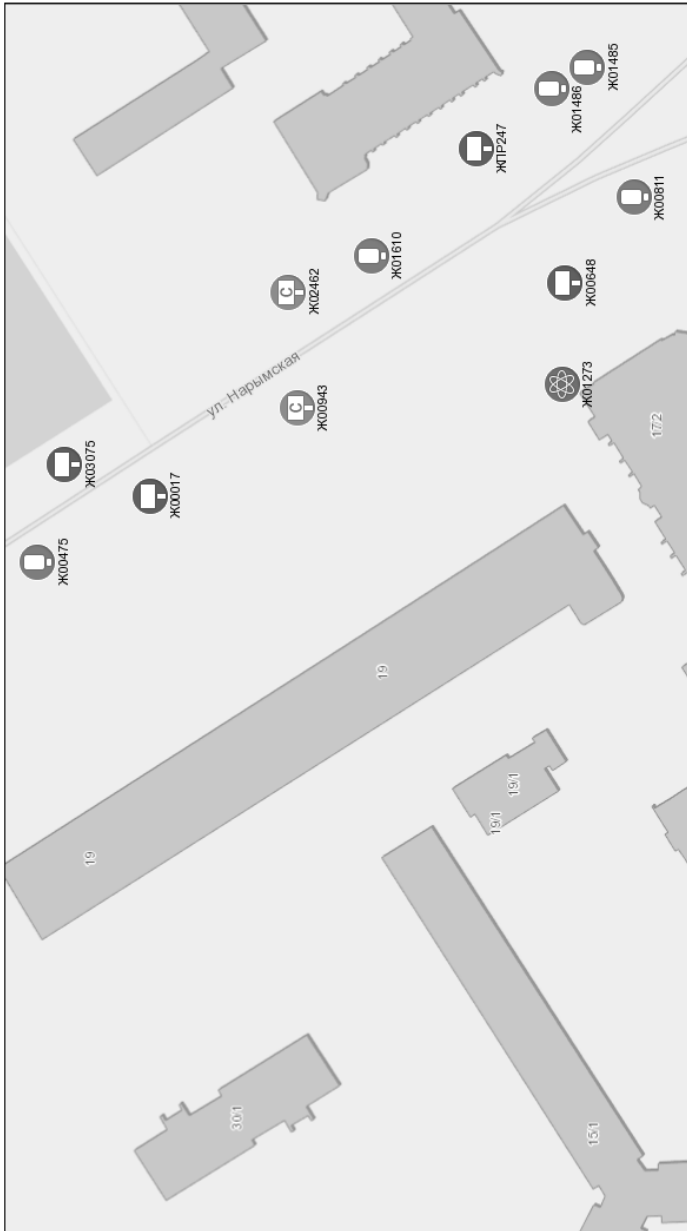 Ж00475
19
Ж03075
Ж00017
30/1
ул. Нарымская
С
Ж02462
С
Ж00943
19
Ж01610
19/1
ЖПР247
19/1
Ж01486
Ж01273
Ж00648
15/1
Ж01485
17/2
Ж00811